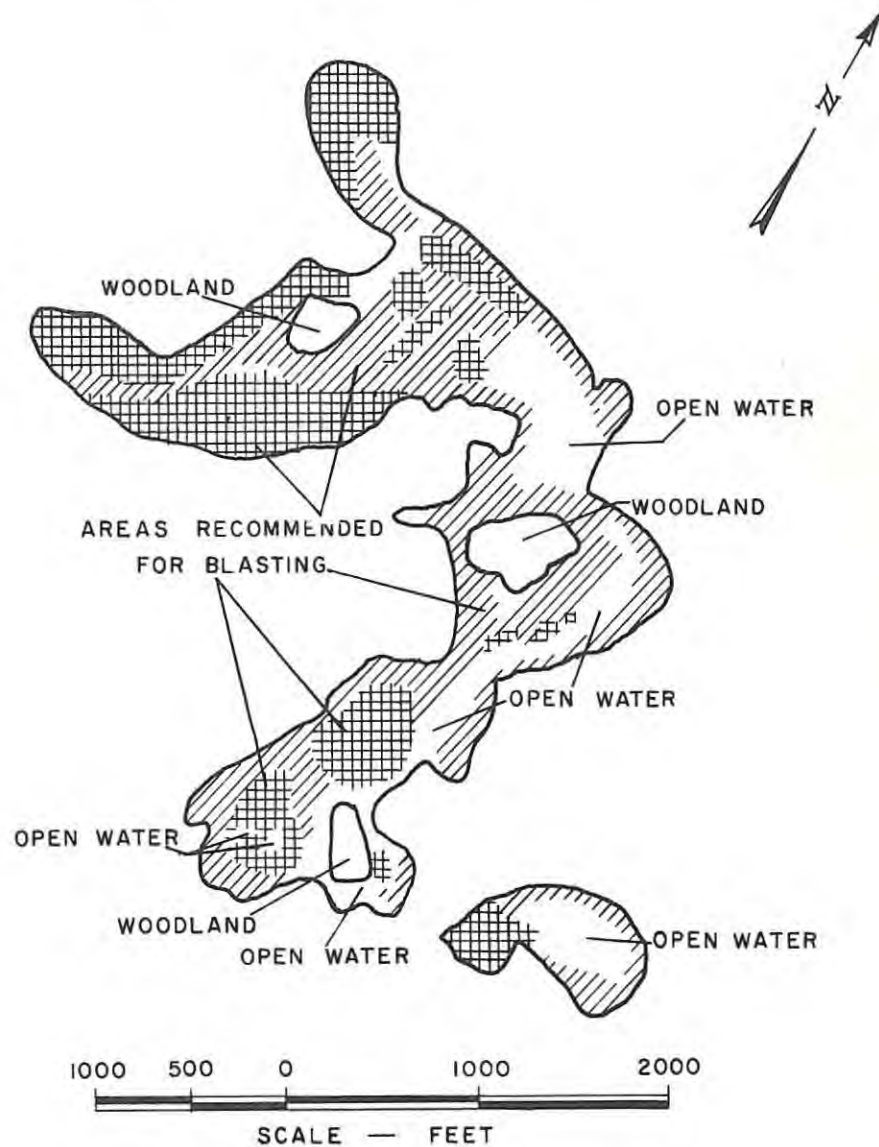 N
WOODLAND
OPEN WATER
WOODLAND
AREAS RECOMMENDED
FOR BLASTING
OPEN WATER
OPEN WATER
WOODLAND
OPEN WATER
OPEN WATER
1000 500 0 1000 2000
SCALE — FEET